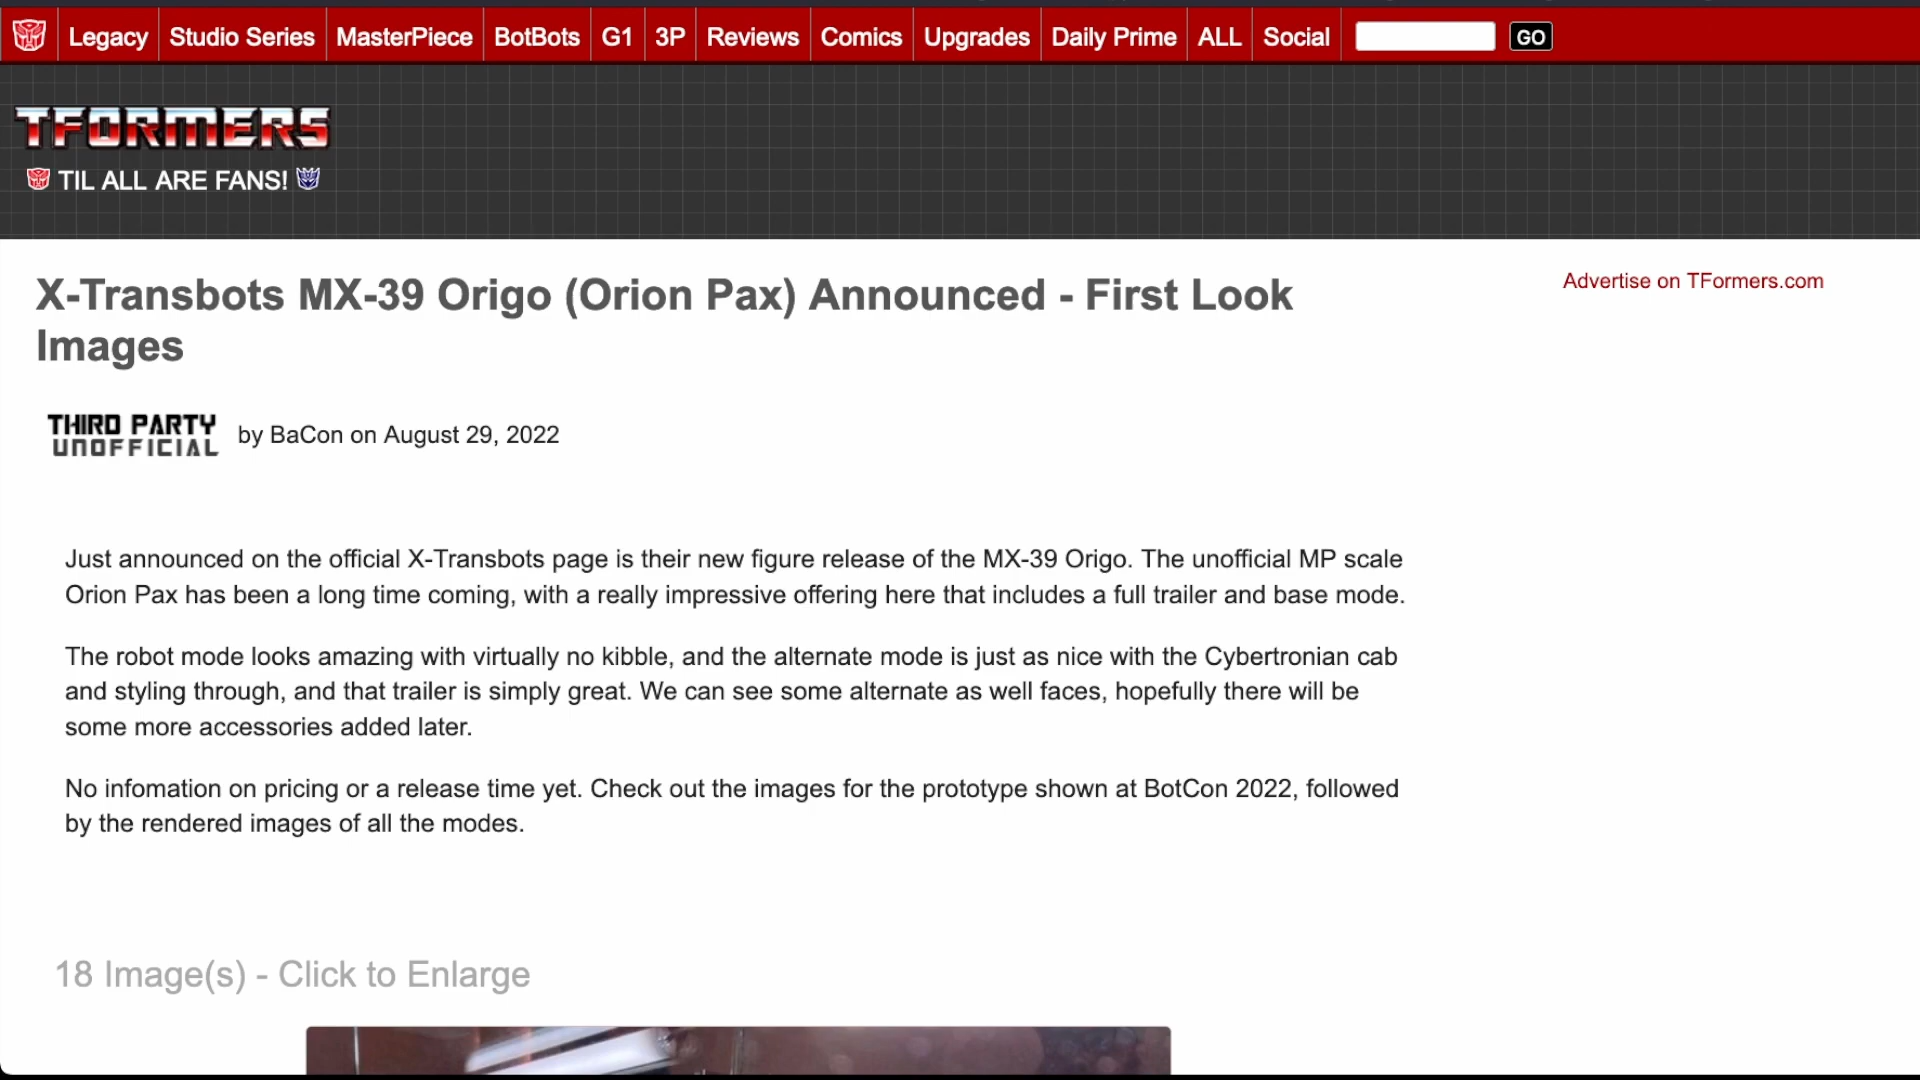 Legacy Studio Series MasterPiece BotBots G1 3P Reviews Comics Upgrades Daily Prime ALL Social GO
TFORMERS
TIL ALL ARE FANS!
X-Transbots MX-39 Origo (Orion Pax) Announced - First Look
Images
Advertise on TFormers.com
THIRD PARTY
UNOFFICIAL
by BaCon on August 29, 2022
Just announced on the official X-Transbots page is their new figure release of the MX-39 Origo. The unofficial MP scale
Orion Pax has been a long time coming, with a really impressive offering here that includes a full trailer and base mode.
The robot mode looks amazing with virtually no kibble, and the alternate mode is just as nice with the Cybertronian cab
and styling through, and that trailer is simply great. We can see some alternate as well faces, hopefully there will be
some more accessories added later.
No infomation on pricing or a release time yet. Check out the images for the prototype shown at BotCon 2022, followed
by the rendered images of all the modes.
18 Image(s) - Click to Enlarge